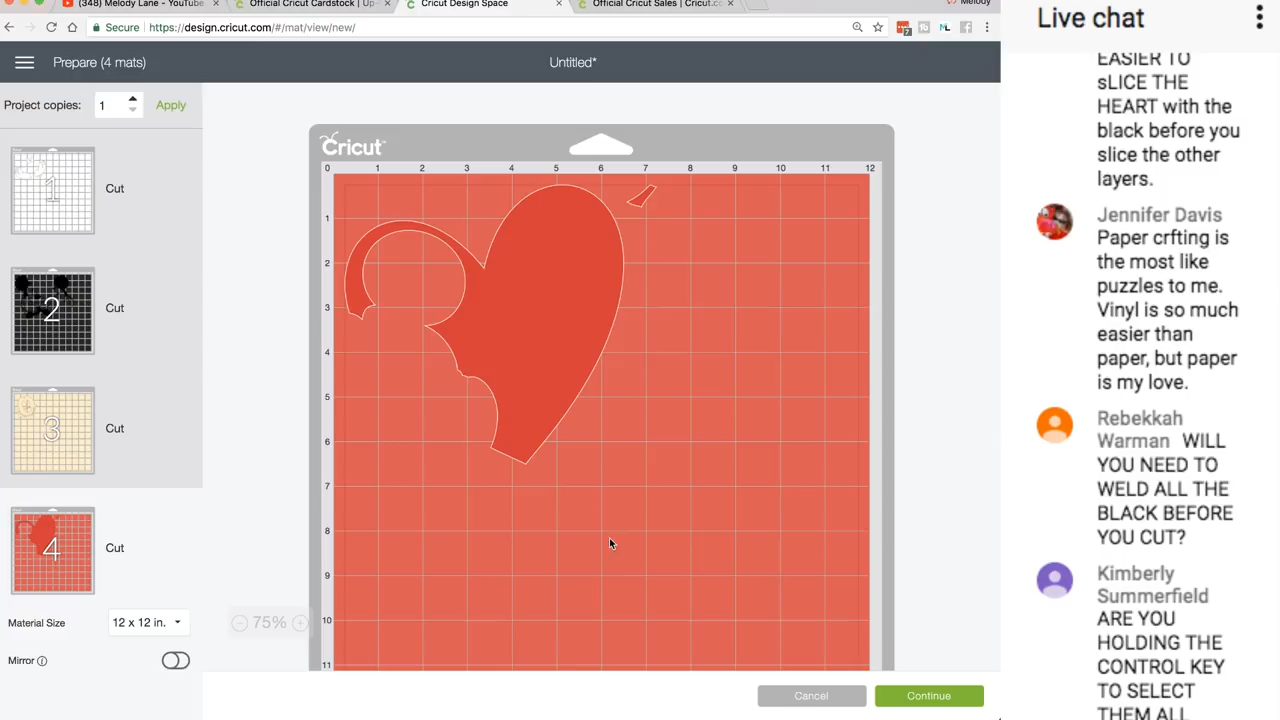 (348) Melody Lane - YouTube
Official Cricut Cardstock | Up-
Cricut Design Space
Official Cricut Sales | Cricut.c
Melody
Secure
https://design.cricut.com/#/mat/view/new/
7
Prepare (4 mats)
Untitled*
Project copies: 1 Apply
1 Cut
2 Cut
3 Cut
4 Cut
Material Size 12 x 12 in.
Mirror
75%
Cricut
0 1 2 3 4 5 6 7 8 9 10 11 12
1
2
3
4
5
6
7
8
9
10
11
Cancel
Continue
Live chat
EASIER TO
sLICE THE
HEART with the
black before you
slice the other
layers.
Jennifer Davis
Paper crfting is
the most like
puzzles to me.
Vinyl is so much
easier than
paper, but paper
is my love.
Rebekkah
Warman WILL
YOU NEED TO
WELD ALL THE
BLACK BEFORE
YOU CUT?
Kimberly
Summerfield
ARE YOU
HOLDING THE
CONTROL KEY
TO SELECT
THEM ALL